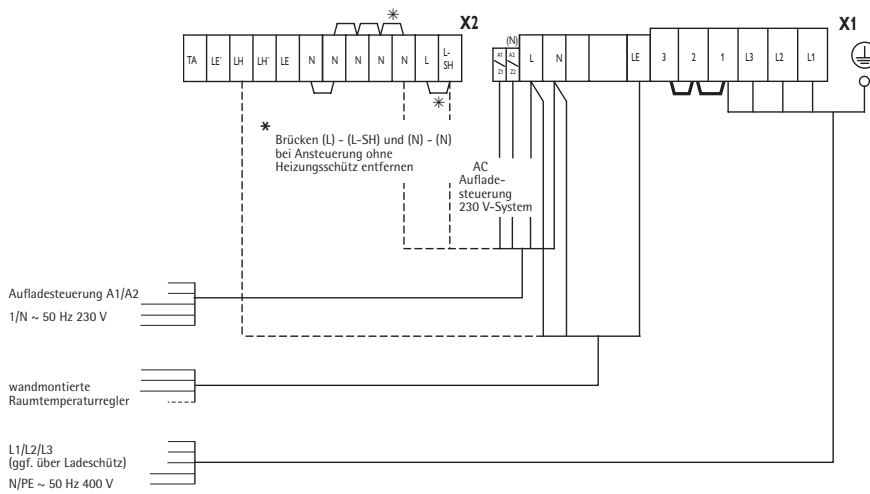 X2
X1
TA LE' LH LH' LE N N N N N L L-SH
*
(N)
A1 A2
Z1 Z2
L N LE 3 2 1 L3 L2 L1
*
* Brücken (L) - (L-SH) und (N) - (N)
bei Ansteuerung ohne
Heizungsschütz entfernen
AC
Auflade-
steuerung
230 V-System
Aufladesteuerung A1/A2
1/N ~ 50 Hz 230 V
wandmontierte
Raumtemperaturregler
L1/L2/L3
(ggf. über Ladeschütz)
N/PE ~ 50 Hz 400 V